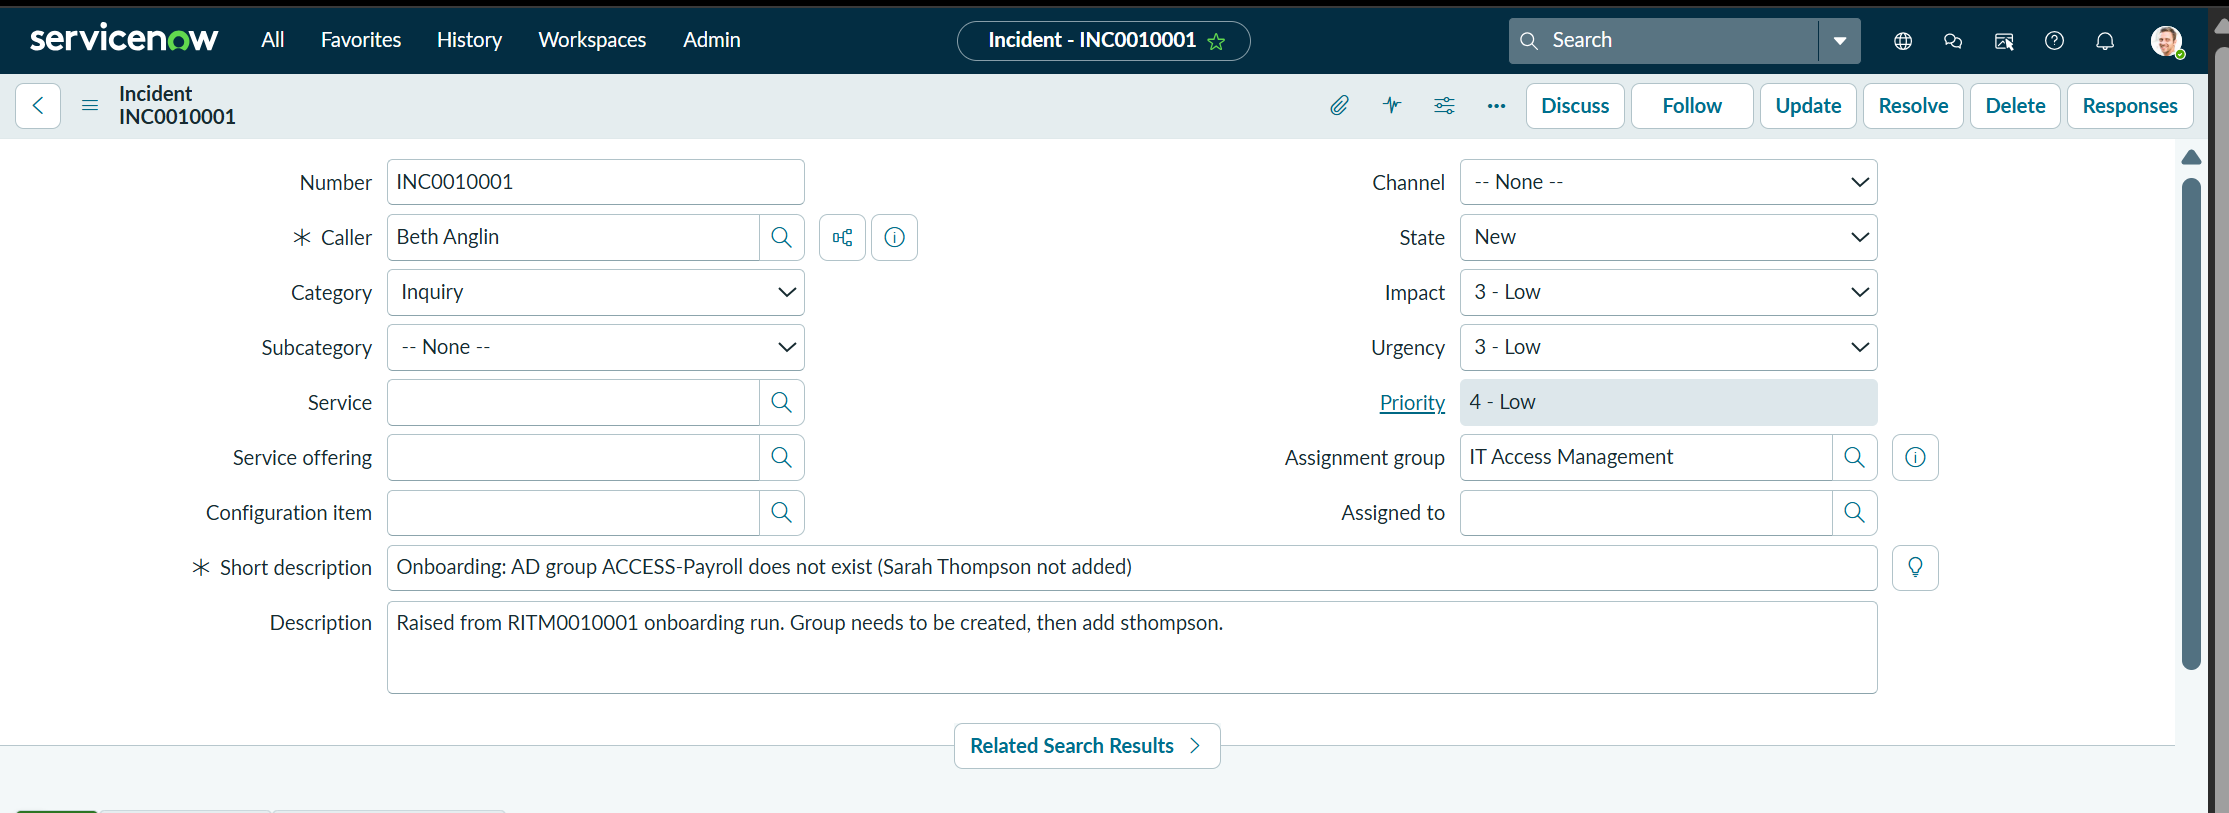 servicenow All Favorites History Workspaces Admin Incident - INC0010001 Search
Incident
INC0010001
Discuss Follow Update Resolve Delete Responses
Number INC0010001
Channel -- None --
Caller Beth Anglin
State New
Category Inquiry
Impact 3 - Low
Subcategory -- None --
Urgency 3 - Low
Service
Priority 4 - Low
Service offering
Assignment group IT Access Management
Configuration item
Assigned to
Short description Onboarding: AD group ACCESS-Payroll does not exist (Sarah Thompson not added)
Description Raised from RITM0010001 onboarding run. Group needs to be created, then add sthompson.
Related Search Results